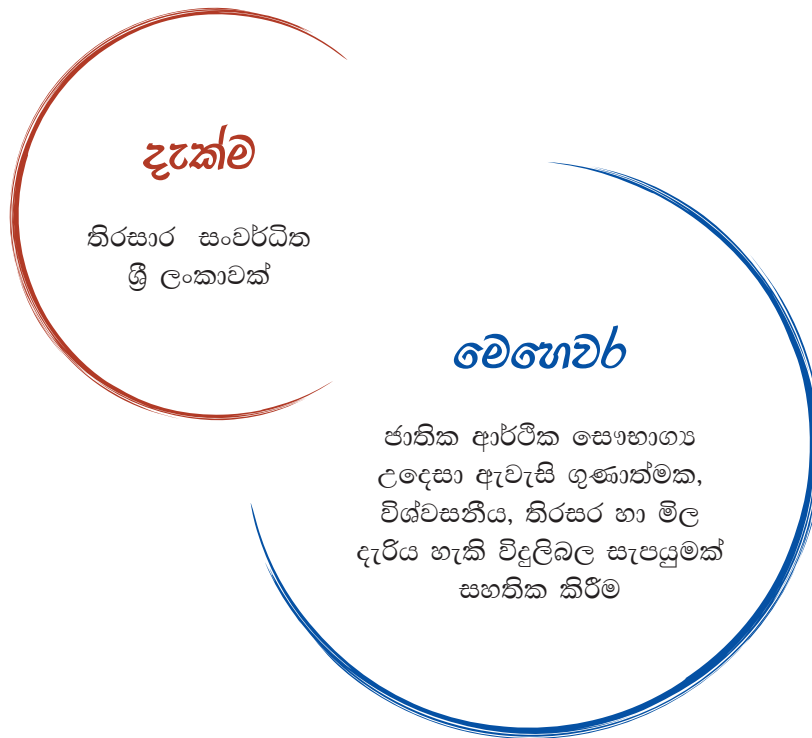 දැක්ම
තිරසාර සංවර්ධිත
ශ්‍රී ලංකාවක්
මෙහෙවර
ජාතික ආර්ථික සෞභාග්‍ය
උදෙසා ඇවැසි ගුණාත්මක,
විශ්වසනීය, තිරසර හා මිල
දැරිය හැකි විදුලිබල සැපයුමක්
සහතික කිරීම